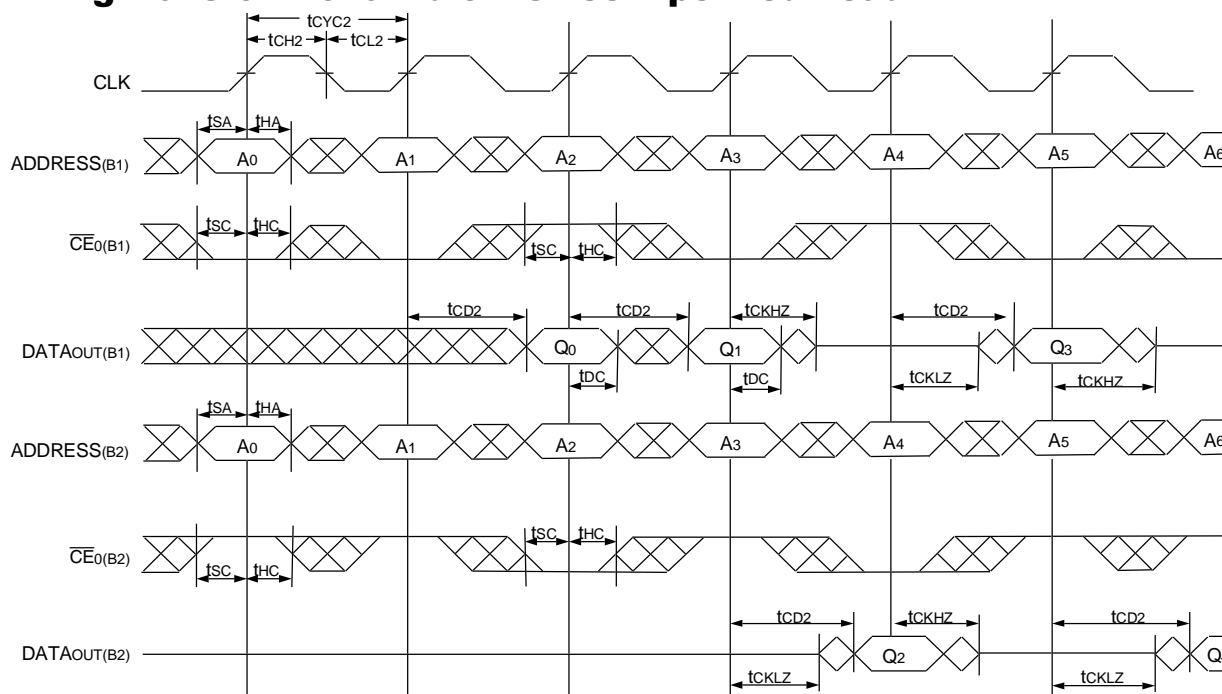 tCYC2
tCH2 tCL2
CLK
tSA tHA
ADDRESS(B1) A0 A1 A2 A3 A4 A5 A6
tSC tHC
CE0(B1)
tSC tHC
tCD2 tCD2 tCKHZ tCD2
DATAOUT(B1) Q0 Q1 Q3
tDC tDC tCKLZ tCKHZ
tSA tHA
ADDRESS(B2) A0 A1 A2 A3 A4 A5 A6
tSC tHC
CE0(B2)
tSC tHC
tCD2 tCKHZ tCD2
DATAOUT(B2) Q2
tCKLZ tCKLZ